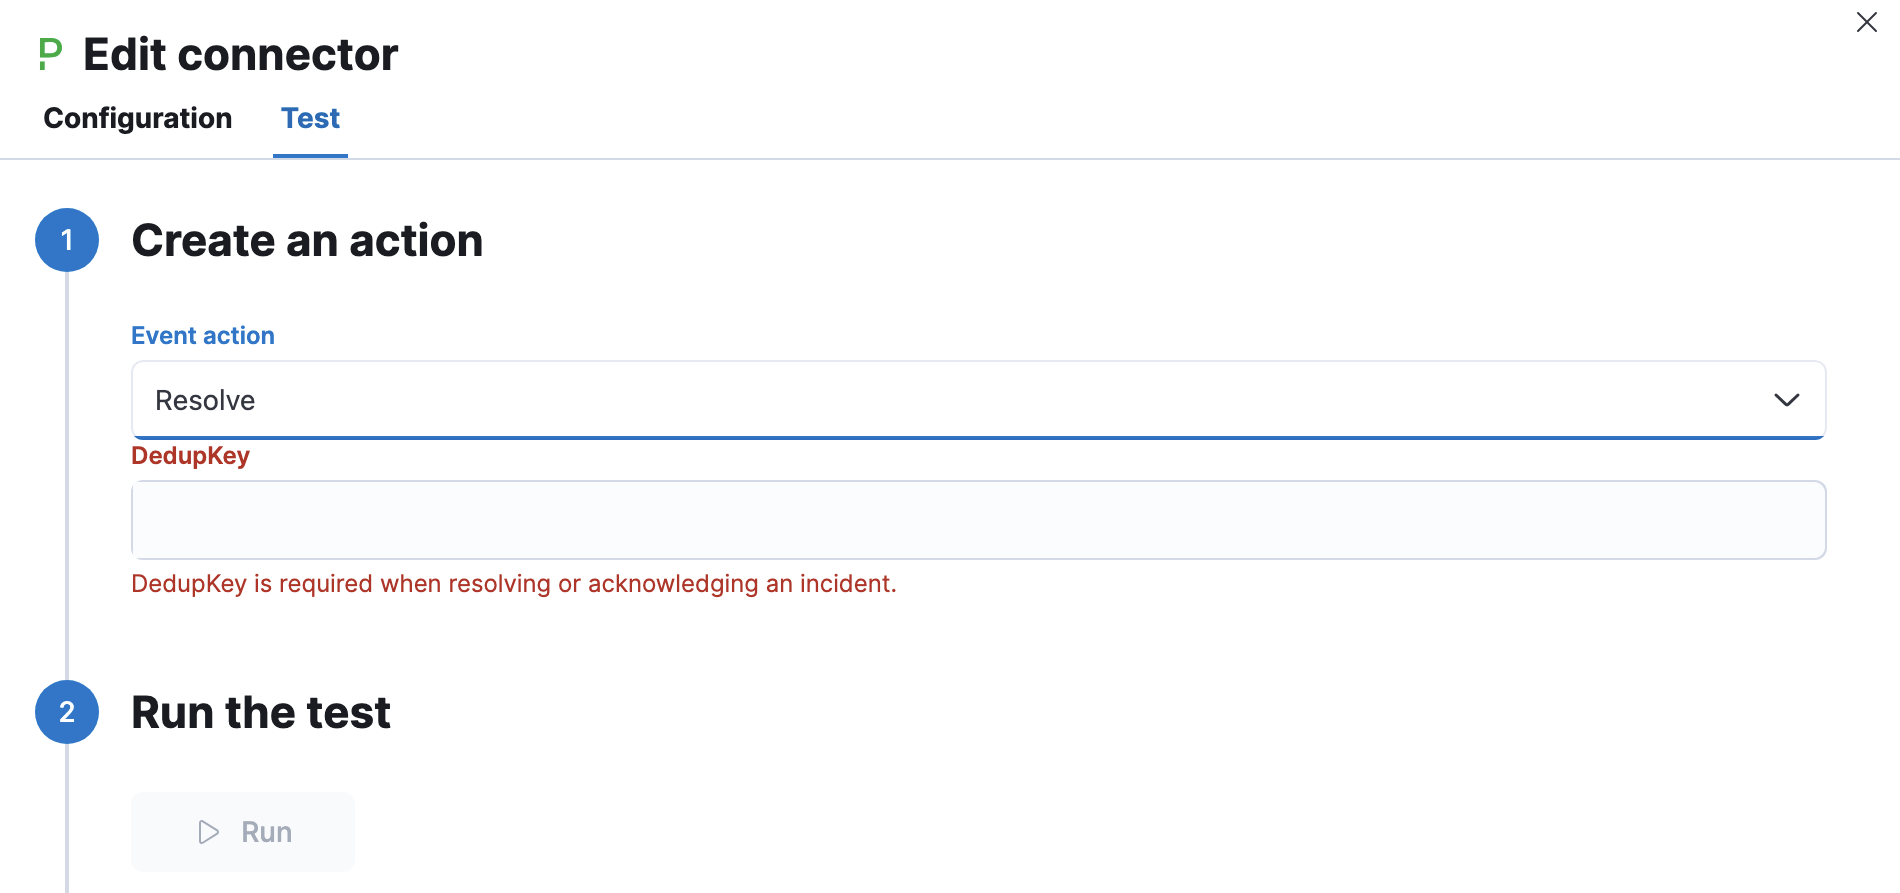 Edit connector
Configuration Test
1 Create an action
Event action
Resolve
DedupKey
DedupKey is required when resolving or acknowledging an incident.
2 Run the test
Run